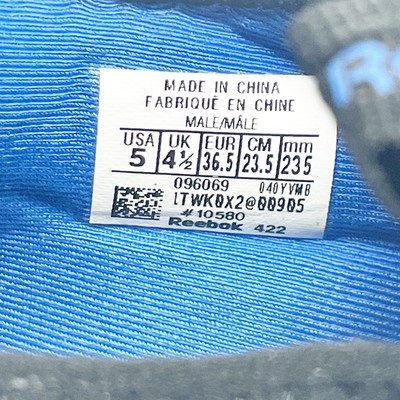 MADE IN CHINA
FABRIQUÉ EN CHINE
MALE/MÂLE
USA UK EUR CM mm
5 4½ 36.5 23.5 235
096069 040YVMB
LTWK0X2@00905
#10580
Reebok 422